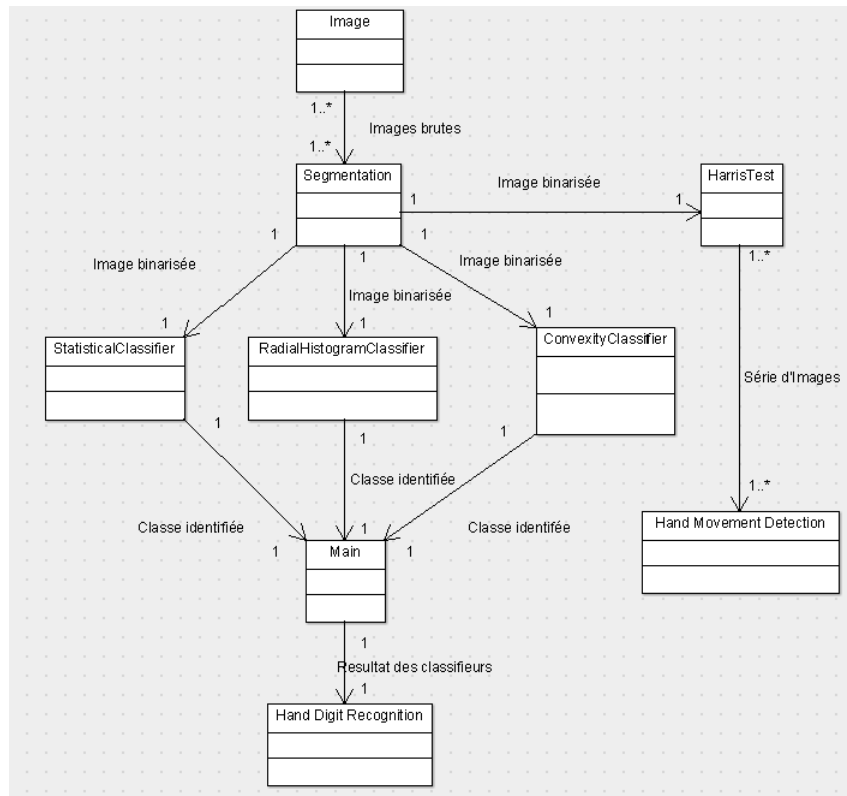 Image
1..*
Images brutes
1..*
Segmentation
HarrisTest
1
Image binarisée
1
1
1
1
1..*
Image binarisée
Image binarisée
Image binarisée
1
1
1
StatisticalClassifier
RadialHistogramClassifier
ConvexityClassifier
Série d'Images
1
1
1
Classe identifiée
1..*
Classe identifiée
Classe identifiée
Hand Movement Detection
1
1
1
Main
1
Resultat des classifieurs
1
Hand Digit Recognition